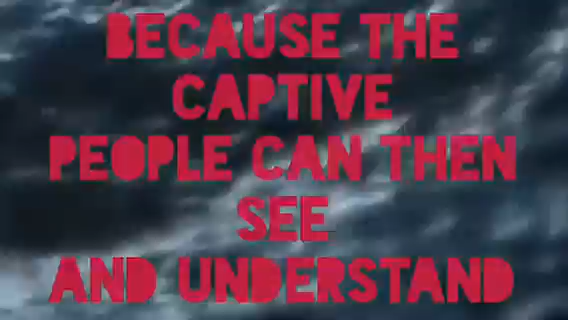 BECAUSE THE
CAPTIVE
PEOPLE CAN THEN
SEE
AND UNDERSTAND